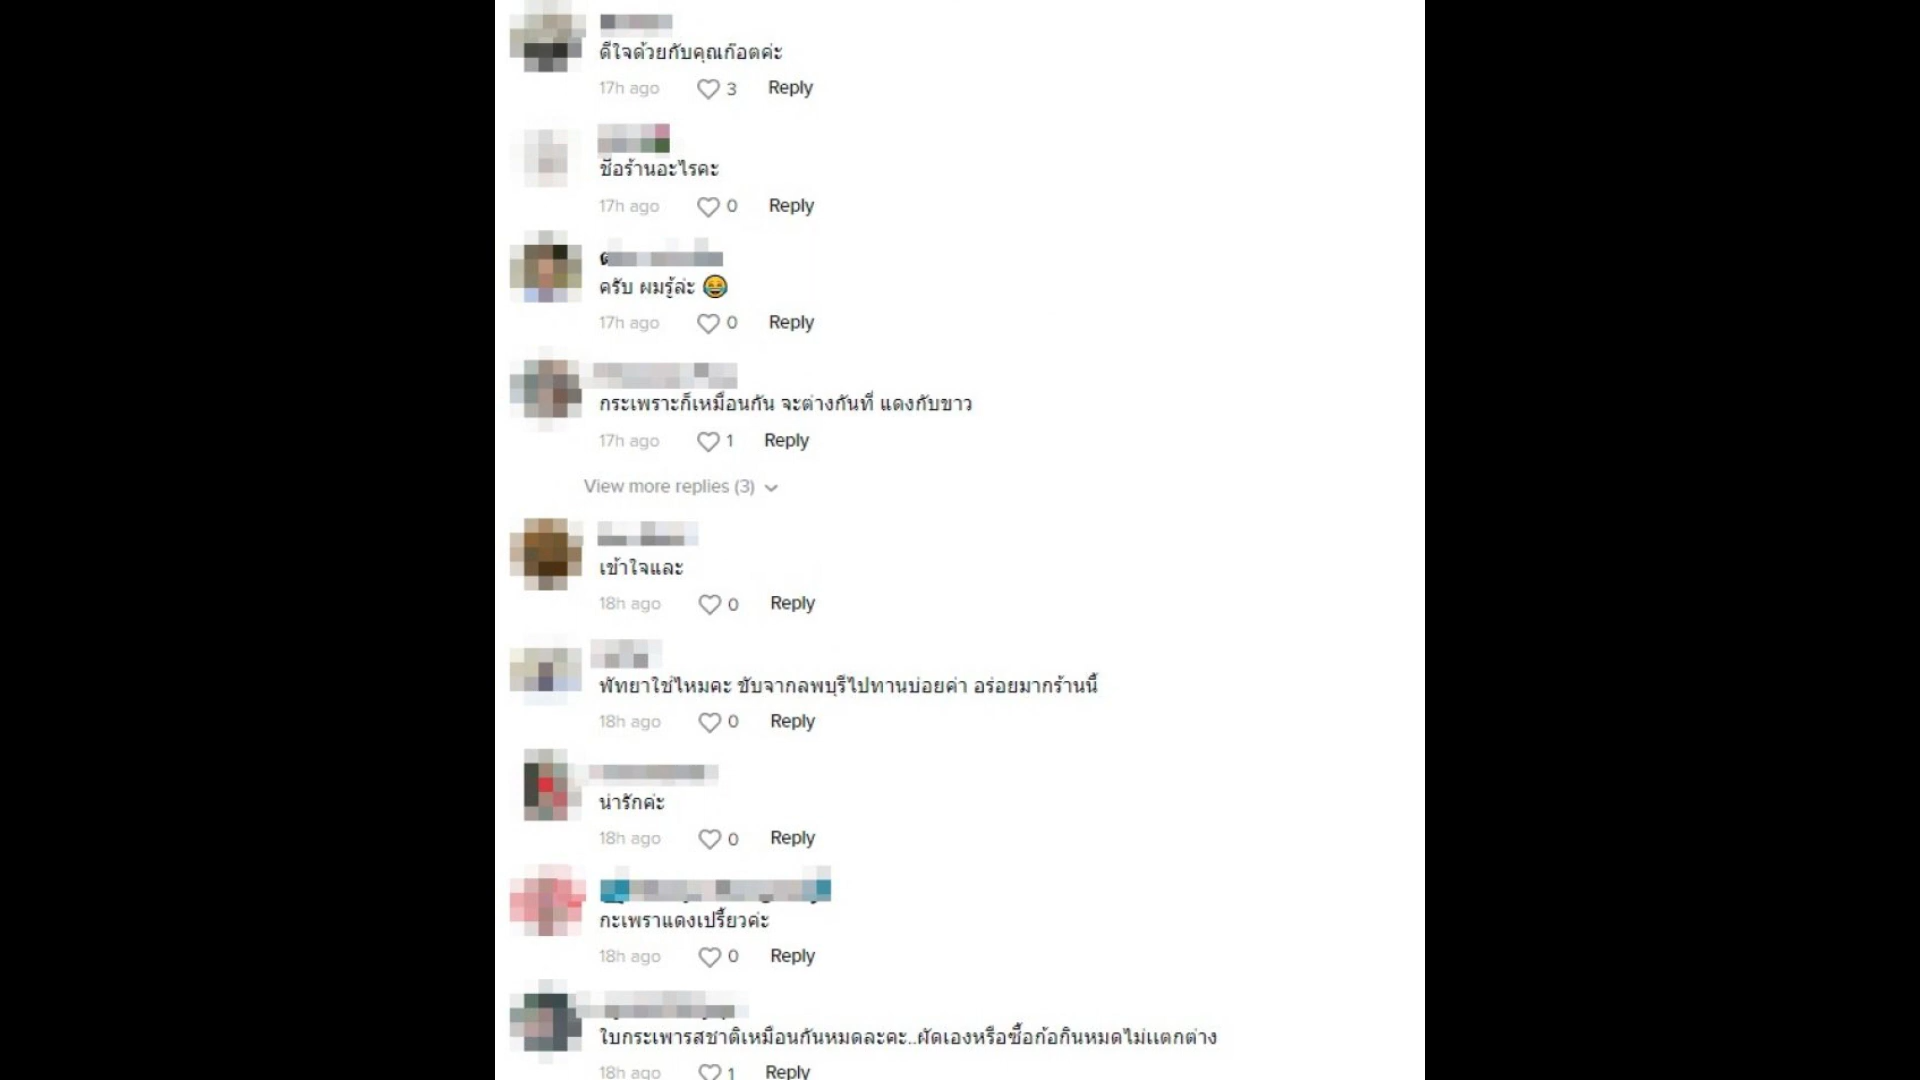 ดีใจด้วยกับคุณก๊อตค่ะ
17h ago 3 Reply
ชื่อร้านอะไรคะ
17h ago 0 Reply
ครับ ผมรู้ล่ะ 😂
17h ago 0 Reply
กระเพราะก็เหมือนกัน จะต่างกันที่ แดงกับขาว
17h ago 1 Reply
View more replies (3)
เข้าใจและ
18h ago 0 Reply
พัทยาใช่ไหมคะ ขับจากลพบุรีไปทานบ่อยค่า อร่อยมากร้านนี้
18h ago 0 Reply
น่ารักค่ะ
18h ago 0 Reply
กะเพราแดงเปรี้ยวค่ะ
18h ago 0 Reply
ใบกระเพารสชาติเหมือนกันหมดละคะ..ผัดเองหรือซื้อก้อกินหมดไม่แตกต่าง
18h ago 1 Reply